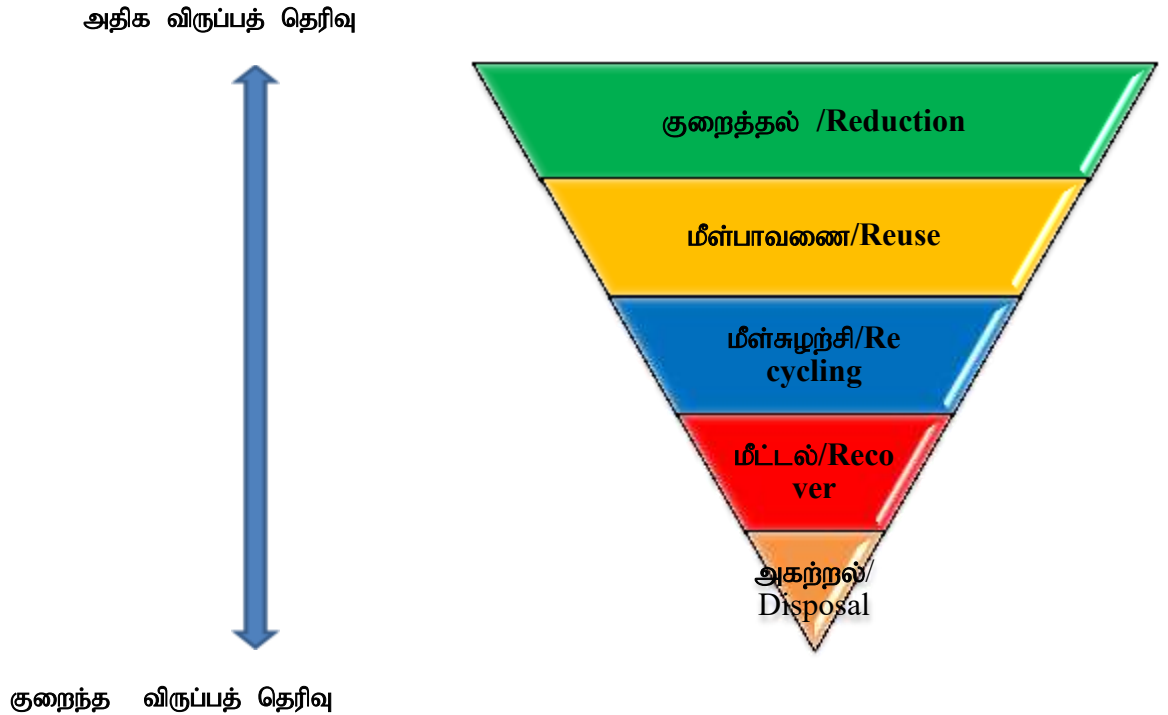 அதிக விருப்பத் தெரிவு
குறைத்தல் /Reduction
மீள்பாவணை/Reuse
மீள்சுழற்சி/Re
cycling
மீட்டல்/Reco
ver
அகற்றல்/
Disposal
குறைந்த விருப்பத் தெரிவு